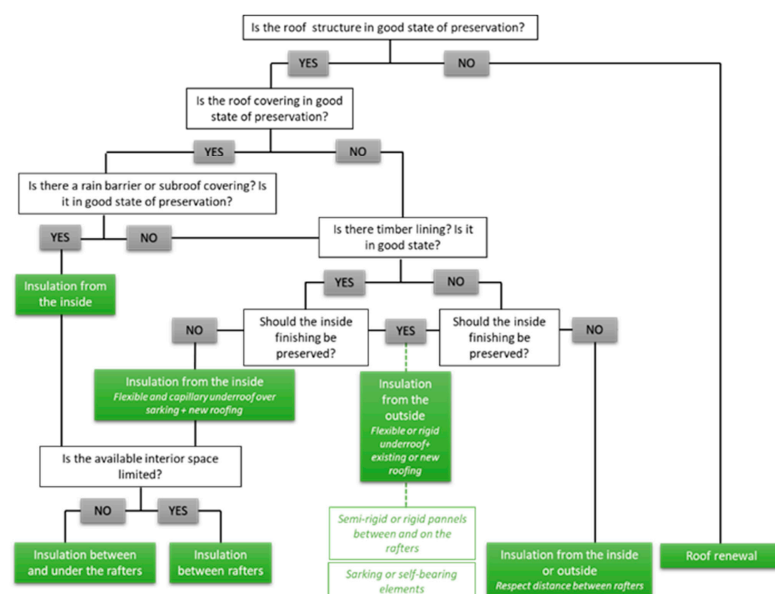 Is the roof structure in good state of preservation?
YES
NO
Is the roof covering in good
state of preservation?
YES
NO
Is there a rain barrier or subroof covering? Is
it in good state of preservation?
YES
NO
Is there timber lining? Is it
in good state?
YES
NO
Insulation from
the inside
NO
Should the inside
finishing be
preserved?
YES
Should the inside
finishing be
preserved?
NO
Insulation from the inside
Flexible and capillary underroof over
sarking + new roofing
Insulation
from the
outside
Flexible or rigid
underroof+
existing or new
roofing
Is the available interior space
limited?
NO
YES
Insulation between
and under the rafters
Insulation
between rafters
Semi-rigid or rigid pannels
between and on the
rafters
Sarking or self-bearing
elements
Insulation from the inside
or outside
Respect distance between rafters
Roof renewal